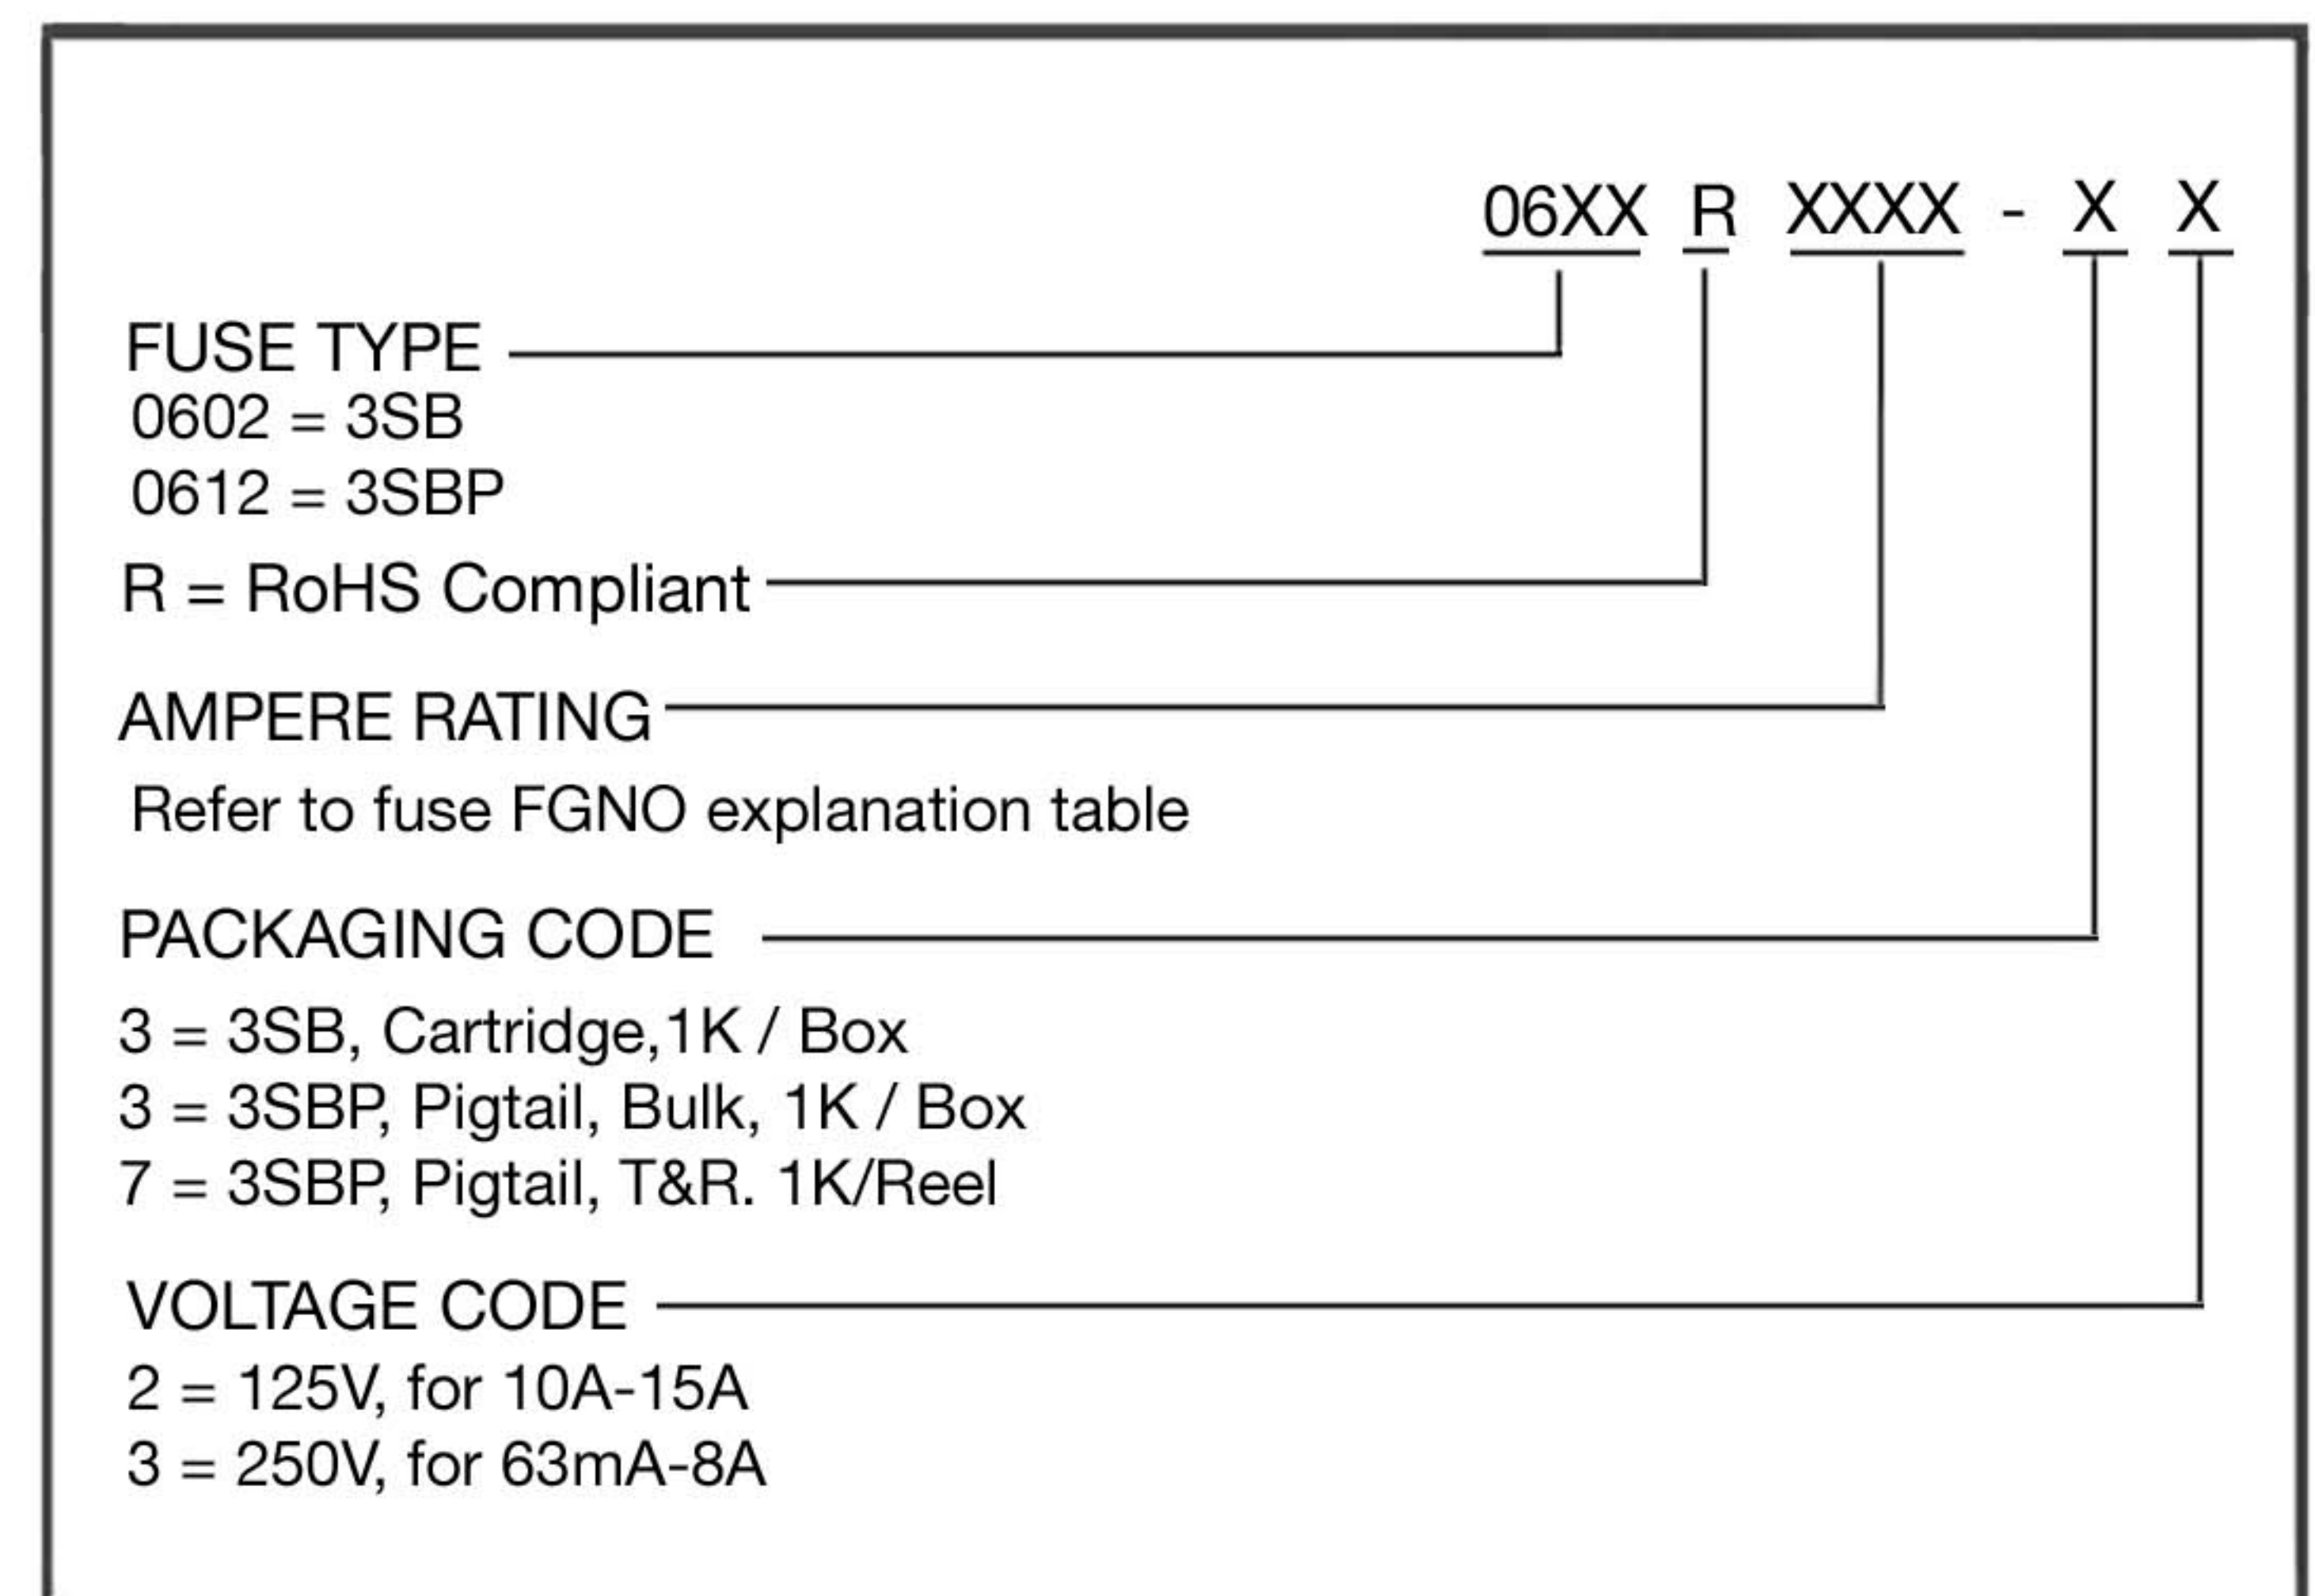 06XX R XXXX - X X
FUSE TYPE
0602 = 3SB
0612 = 3SBP
R = RoHS Compliant
AMPERE RATING
Refer to fuse FGNO explanation table
PACKAGING CODE
3 = 3SB, Cartridge,1K / Box
3 = 3SBP, Pigtail, Bulk, 1K / Box
7 = 3SBP, Pigtail, T&R. 1K/Reel
VOLTAGE CODE
2 = 125V, for 10A-15A
3 = 250V, for 63mA-8A